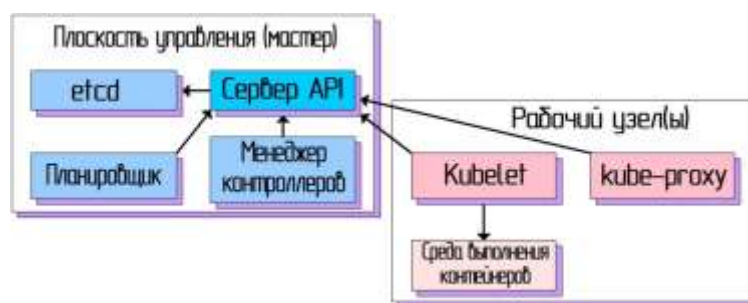 Плоскость управления (мастер)
etcd
Сервер API
Рабочий узел(ы)
Планировщик
Менеджер
контроллеров
Kubelet
kube-proxy
Среда выполнения
контейнеров